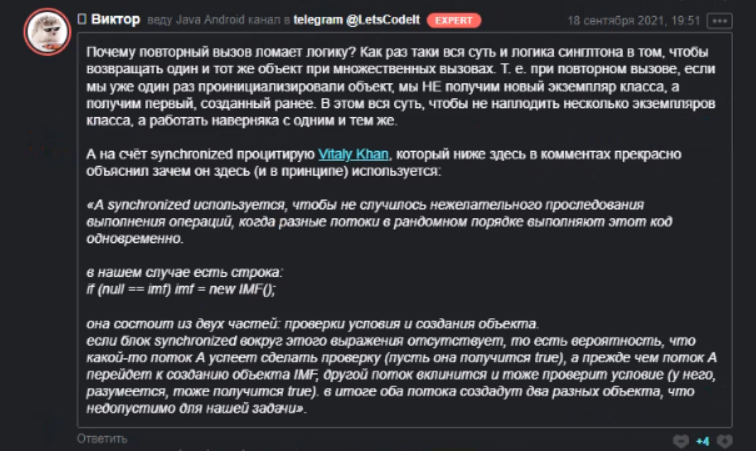 Виктор веду Java Android канал в telegram @LetsCodeIt EXPERT 18 сентября 2021, 19:51
Почему повторный вызов ломает логику? Как раз таки вся суть и логика синглтона в том, чтобы
возвращать один и тот же объект при множественных вызовах. Т. е. при повторном вызове, если
мы уже один раз проинициализировали объект, мы НЕ получим новый экземпляр класса, а
получим первый, созданный ранее. В этом вся суть, чтобы не наплодить несколько экземпляров
класса, а работать наверняка с одним и тем же.
А на счёт synchronized процитирую Vitaly Khan, который ниже здесь в комментах прекрасно
объяснил зачем он здесь (и в принципе) используется:
«А synchronized используется, чтобы не случилось нежелательного проследования
выполнения операций, когда разные потоки в рандомном порядке выполняют этот код
одновременно.
в нашем случае есть строка:
if (null == imf) imf = new IMF();
она состоит из двух частей: проверки условия и создания объекта.
если блок synchronized вокруг этого выражения отсутствует, то есть вероятность, что
какой-то поток А успеет сделать проверку (пусть она получится true), а прежде чем поток А
перейдет к созданию объекта IMF, другой поток вклинится и тоже проверит условие (у него,
разумеется, тоже получится true). в итоге оба потока создадут два разных объекта, что
недопустимо для нашей задачи».
Ответить +4